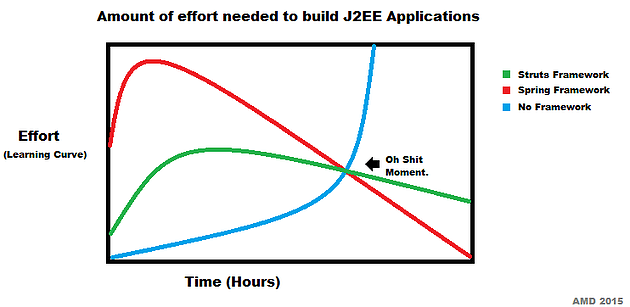 Amount of effort needed to build J2EE Applications
Struts Framework
Spring Framework
No Framework
Effort
(Learning Curve)
Oh Shit
Moment.
Time (Hours)
AMD 2015